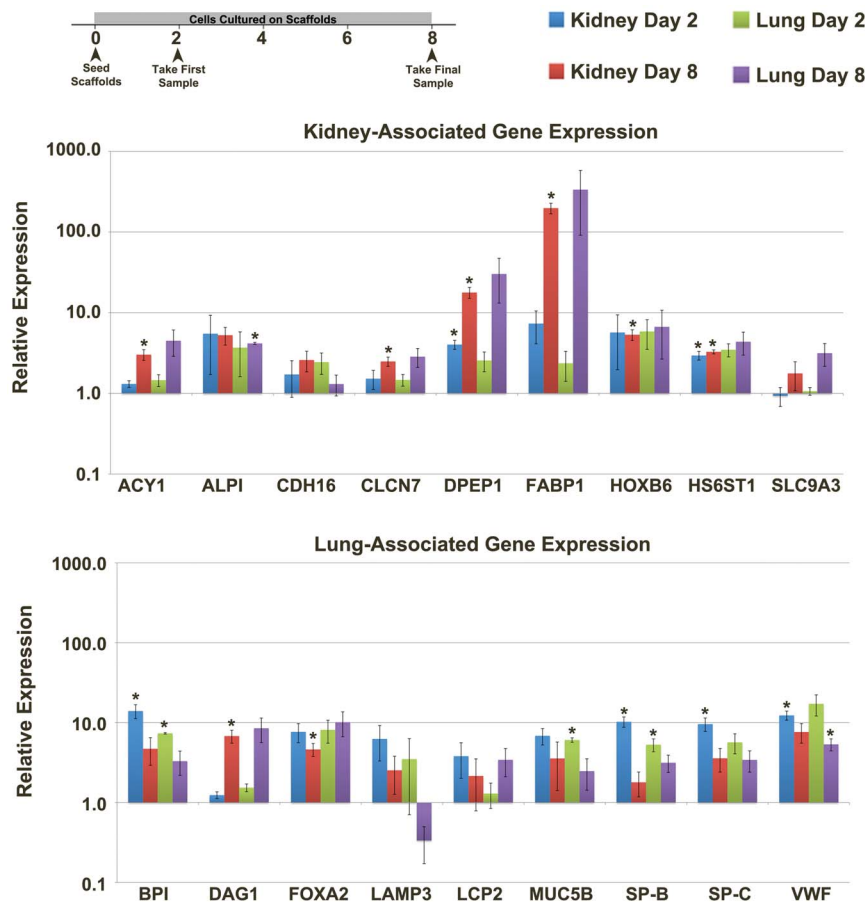 Cells Cultured on Scaffolds
0 2 4 6 8
Seed Scaffolds
Take First Sample
Take Final Sample
Kidney Day 2
Lung Day 2
Kidney Day 8
Lung Day 8
Kidney-Associated Gene Expression
Relative Expression
1000.0
100.0
10.0
1.0
0.1
* * * * * * * * *
ACY1 ALPI CDH16 CLCN7 DPEP1 FABP1 HOXB6 HS6ST1 SLC9A3
Lung-Associated Gene Expression
Relative Expression
1000.0
100.0
10.0
1.0
0.1
* * * * * * * * * *
BPI DAG1 FOXA2 LAMP3 LCP2 MUC5B SP-B SP-C VWF